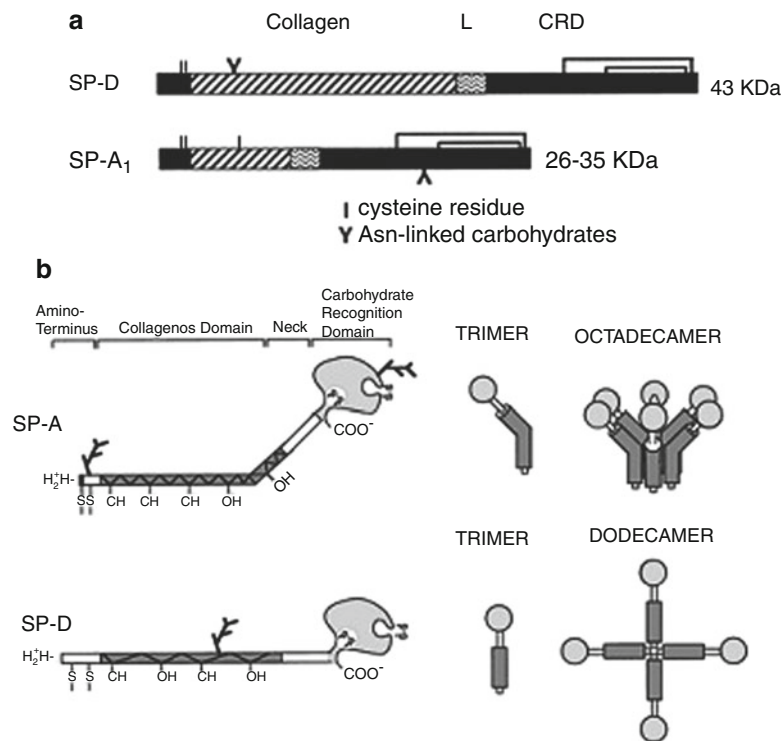 a Collagen L CRD
SP-D 43 KDa
SP-A₁ 26-35 KDa
I cysteine residue
Y Asn-linked carbohydrates
b
Amino-Terminus Collagenos Domain Neck Carbohydrate Recognition Domain
TRIMER OCTADECAMER
SP-A
COO⁻
H₂⁺H-
S S CH CH CH OH OH
TRIMER DODECAMER
SP-D
H₂⁺H-
COO⁻
S S CH OH CH OH